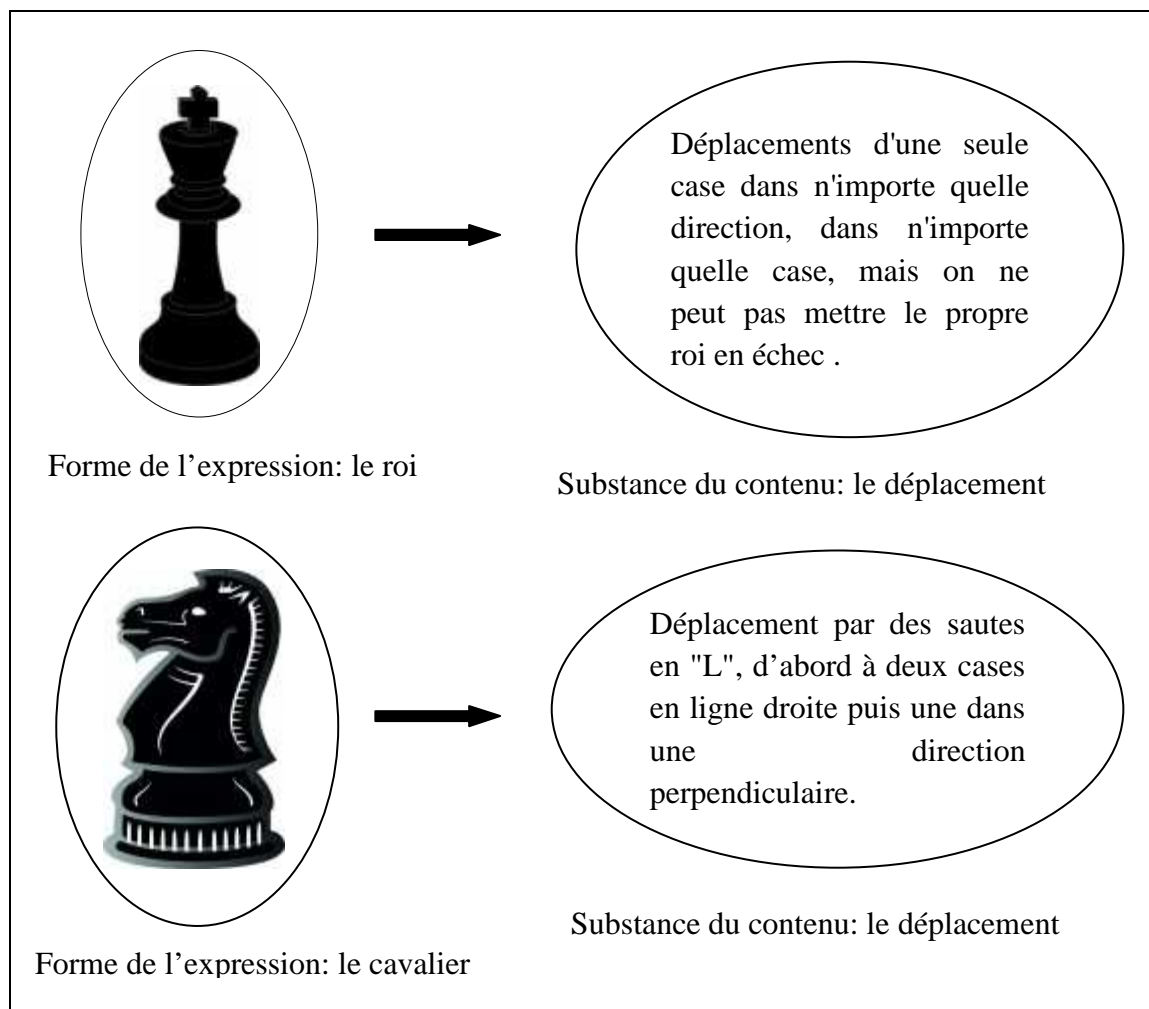 Déplacements d'une seule
case dans n'importe quelle
direction, dans n'importe
quelle case, mais on ne
peut pas mettre le propre
roi en échec .
Forme de l’expression: le roi
Substance du contenu: le déplacement
Déplacement par des sautes
en "L", d’abord à deux cases
en ligne droite puis une dans
une direction
perpendiculaire.
Substance du contenu: le déplacement
Forme de l’expression: le cavalier